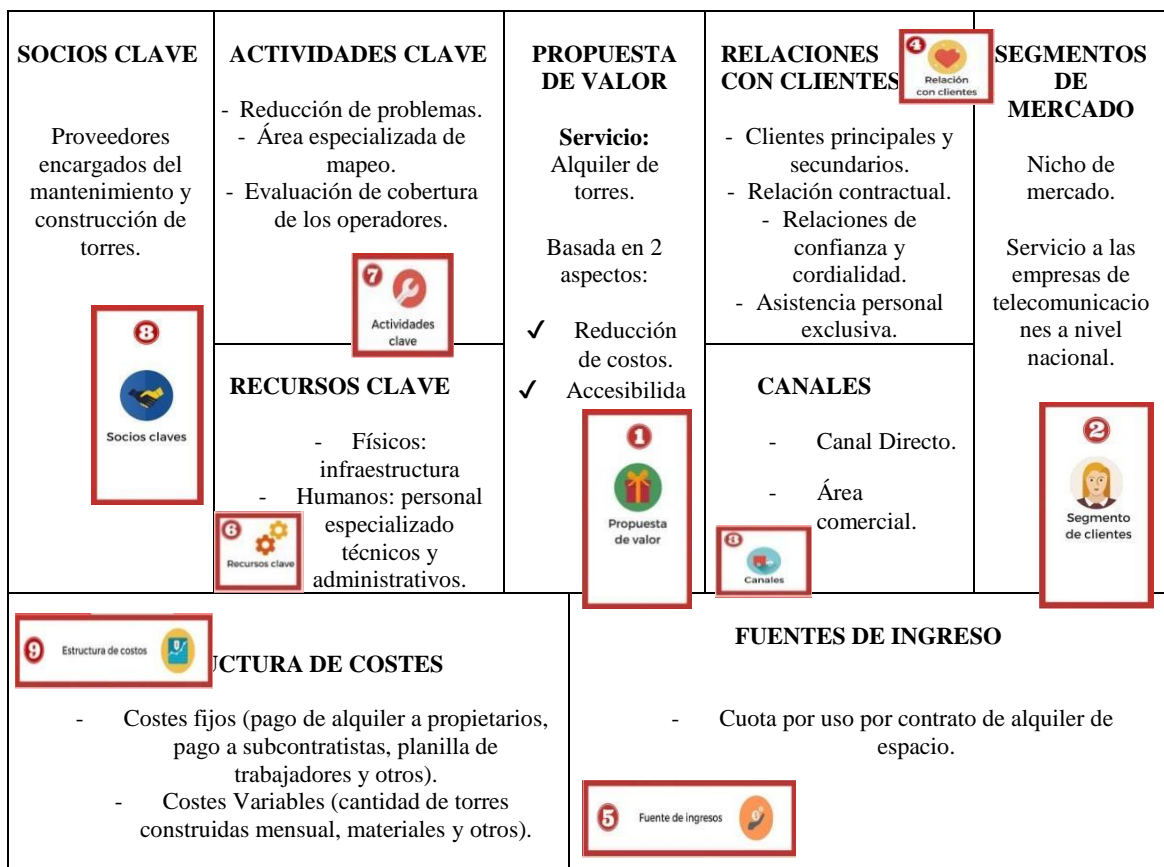 SOCIOS CLAVE
Proveedores
encargados del
mantenimiento y
construcción de
torres.
8
Socios claves
ACTIVIDADES CLAVE
- Reducción de problemas.
- Área especializada de
mapeo.
- Evaluación de cobertura
de los operadores.
7
Actividades
clave
RECURSOS CLAVE
- Físicos:
infraestructura
- Humanos: personal
especializado
técnicos y
administrativos.
6
Recursos clave
PROPUESTA
DE VALOR
Servicio:
Alquiler de
torres.
Basada en 2
aspectos:
✓ Reducción
de costos.
✓ Accesibilida
1
Propuesta
de valor
RELACIONES
CON CLIENTES
4
Relación
con clientes
- Clientes principales y
secundarios.
- Relación contractual.
- Relaciones de
confianza y
cordialidad.
- Asistencia personal
exclusiva.
CANALES
- Canal Directo.
- Área
comercial.
3
Canales
SEGMENTOS
DE
MERCADO
Nicho de
mercado.
Servicio a las
empresas de
telecomunicacio
nes a nivel
nacional.
2
Segmento
de clientes
9 Estructura de costos
UCTURA DE COSTES
- Costes fijos (pago de alquiler a propietarios,
pago a subcontratistas, planilla de
trabajadores y otros).
- Costes Variables (cantidad de torres
construidas mensual, materiales y otros).
FUENTES DE INGRESO
- Cuota por uso por contrato de alquiler de
espacio.
5 Fuente de ingresos